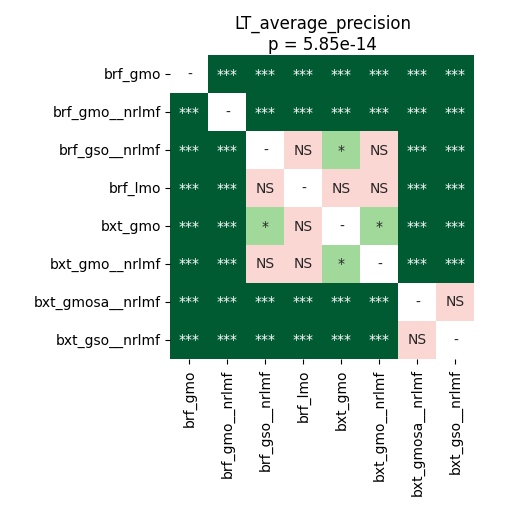 LT_average_precision
p = 5.85e-14
brf_gmo - *** *** *** *** *** *** ***
brf_gmo__nrlmf *** - *** *** *** *** *** ***
brf_gso__nrlmf *** *** - NS * NS *** ***
brf_lmo *** *** NS - NS NS *** ***
bxt_gmo *** *** * NS - * *** ***
bxt_gmo__nrlmf *** *** NS NS * - *** ***
bxt_gmosa__nrlmf *** *** *** *** *** *** - NS
bxt_gso__nrlmf *** *** *** *** *** *** NS -
brf_gmo
brf_gmo__nrlmf
brf_gso__nrlmf
brf_lmo
bxt_gmo
bxt_gmo__nrlmf
bxt_gmosa__nrlmf
bxt_gso__nrlmf